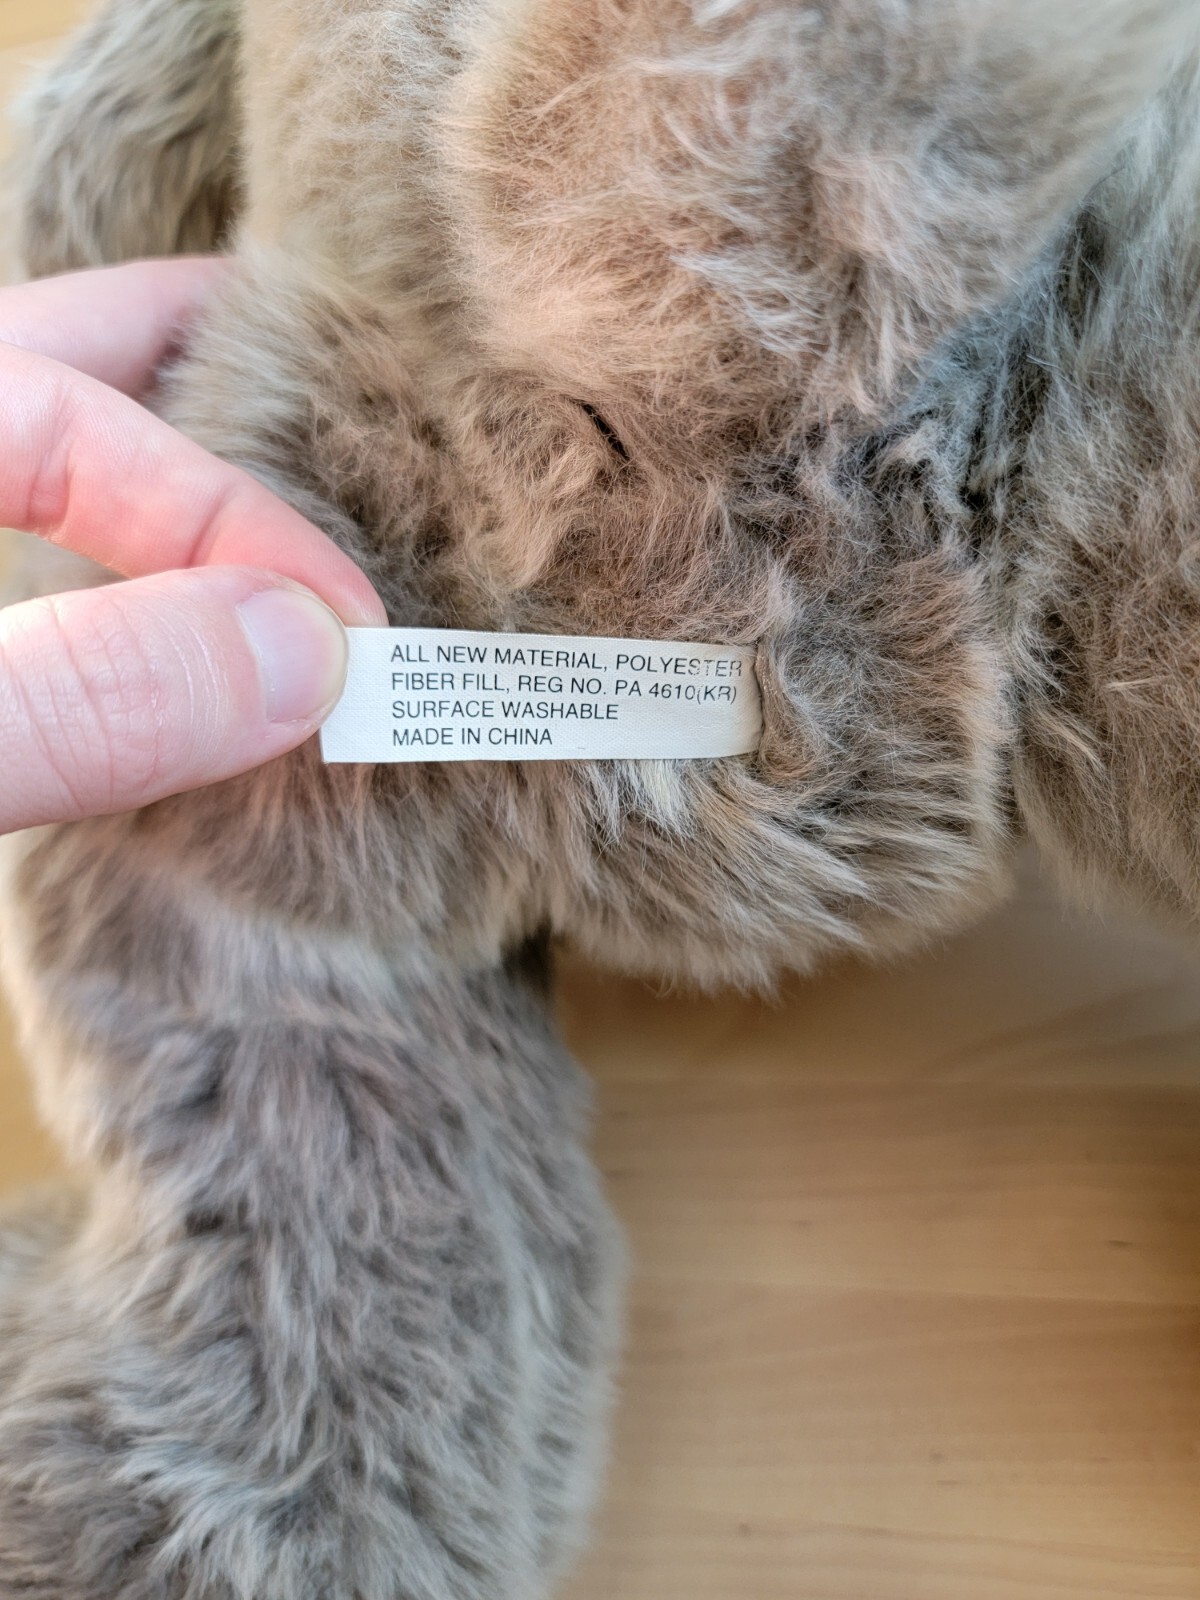 ALL NEW MATERIAL, POLYESTER
FIBER FILL, REG NO. PA 4610(KR)
SURFACE WASHABLE
MADE IN CHINA